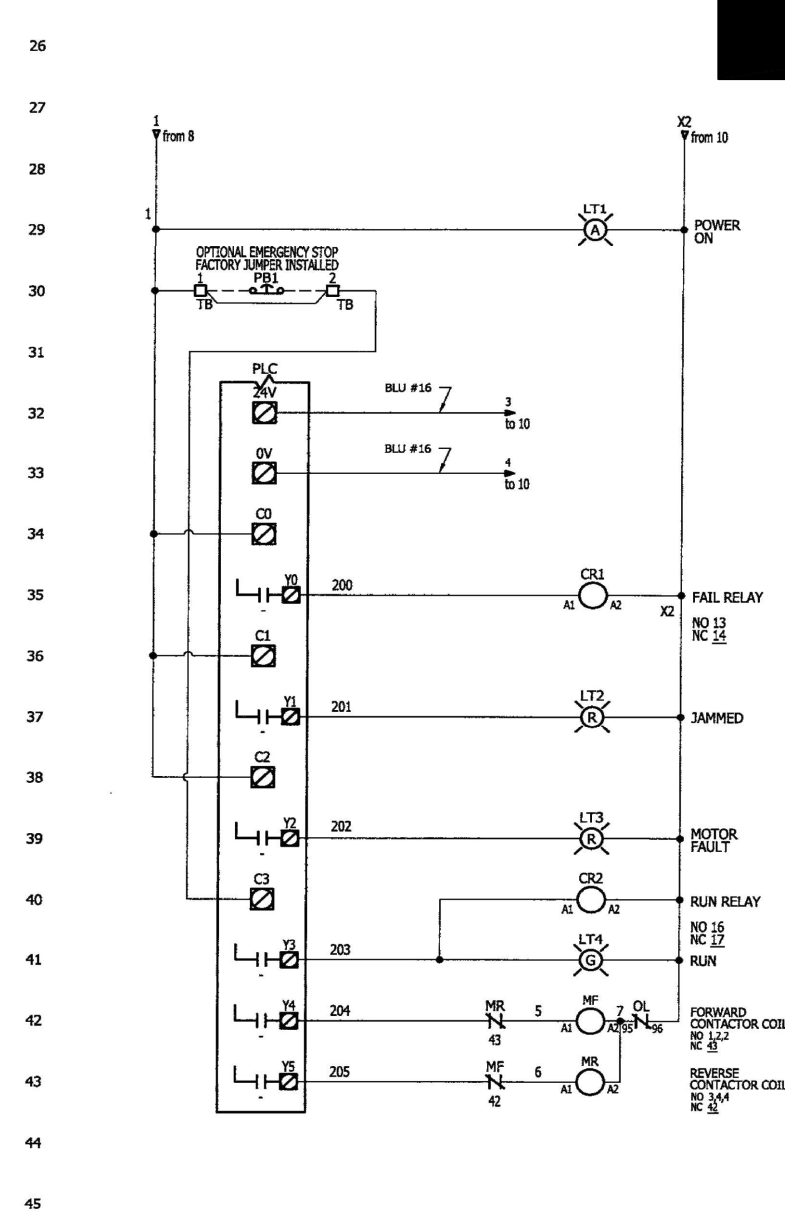 26
27
1
from 8
X2
from 10
28
1
LT1
29
A
POWER
ON
OPTIONAL EMERGENCY STOP
FACTORY JUMPER INSTALLED
1
PB1
2
30
TB
TB
31
PLC
24V
BLU #16
3
32
to 10
0V
BLU #16
4
33
to 10
C0
34
Y0
200
CR1
35
A1
A2
X2
FAIL RELAY
NO 13
NC 14
C1
36
Y1
201
LT2
37
R
JAMMED
C2
38
Y2
202
LT3
39
R
MOTOR
FAULT
C3
CR2
40
A1
A2
RUN RELAY
NO 16
NC 17
Y3
203
LT4
41
G
RUN
Y4
204
MR
5
MF
7
OL
42
43
A1
A2
95
96
FORWARD
CONTACTOR COIL
NO 1,2,2
NC 43
Y5
205
MF
6
MR
43
42
A1
A2
REVERSE
CONTACTOR COIL
NO 3,4,4
NC 42
44
45